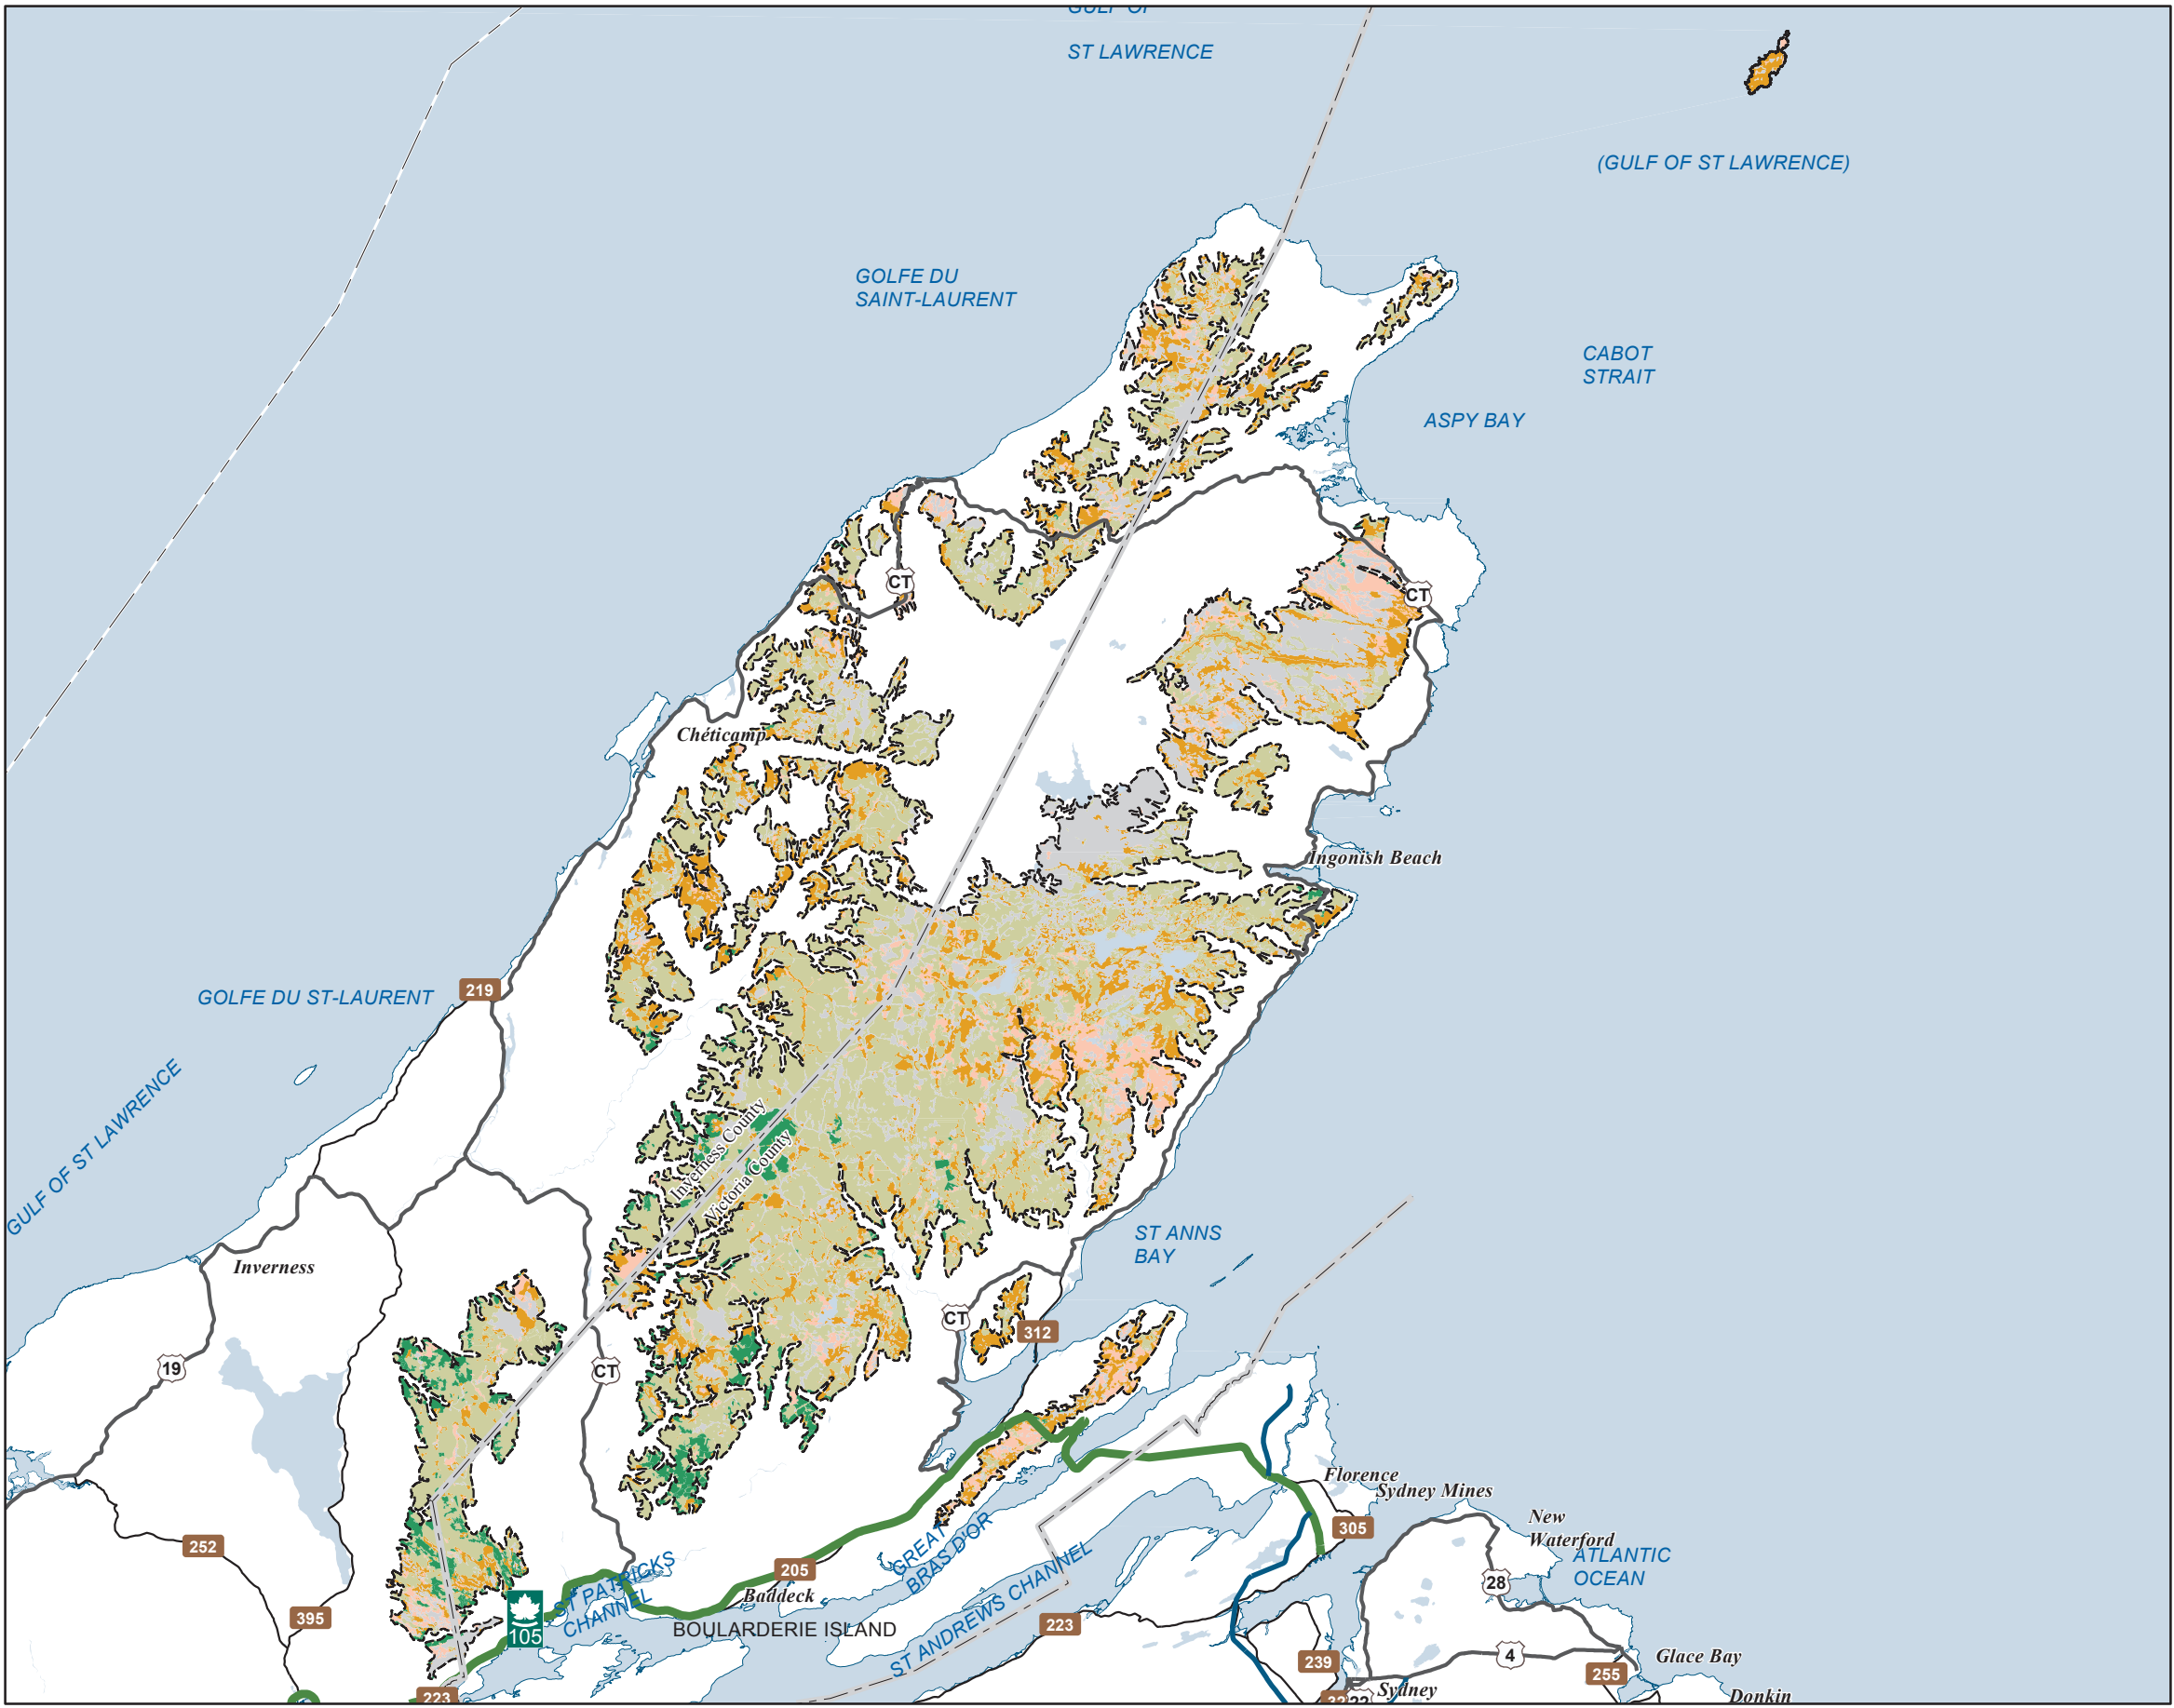 GULF OF
ST LAWRENCE
(GULF OF ST LAWRENCE)
GOLFE DU
SAINT-LAURENT
CABOT
STRAIT
ASPY BAY
CT
CT
Chéticamp
Ingonish Beach
219
GOLFE DU ST-LAURENT
GULF OF ST LAWRENCE
Inverness County
Victoria County
ST ANNS
BAY
Inverness
CT
312
19
CT
Florence
Sydney Mines
New
Waterford
305
252
GREAT
BRAS D'OR
ATLANTIC
OCEAN
205
28
ST PATRICKS
CHANNEL
Baddeck
395
105
BOULARDERIE ISLAND
ST ANDREWS CHANNEL
223
239
4
Glace Bay
255
223
22
Sydney
Donkin